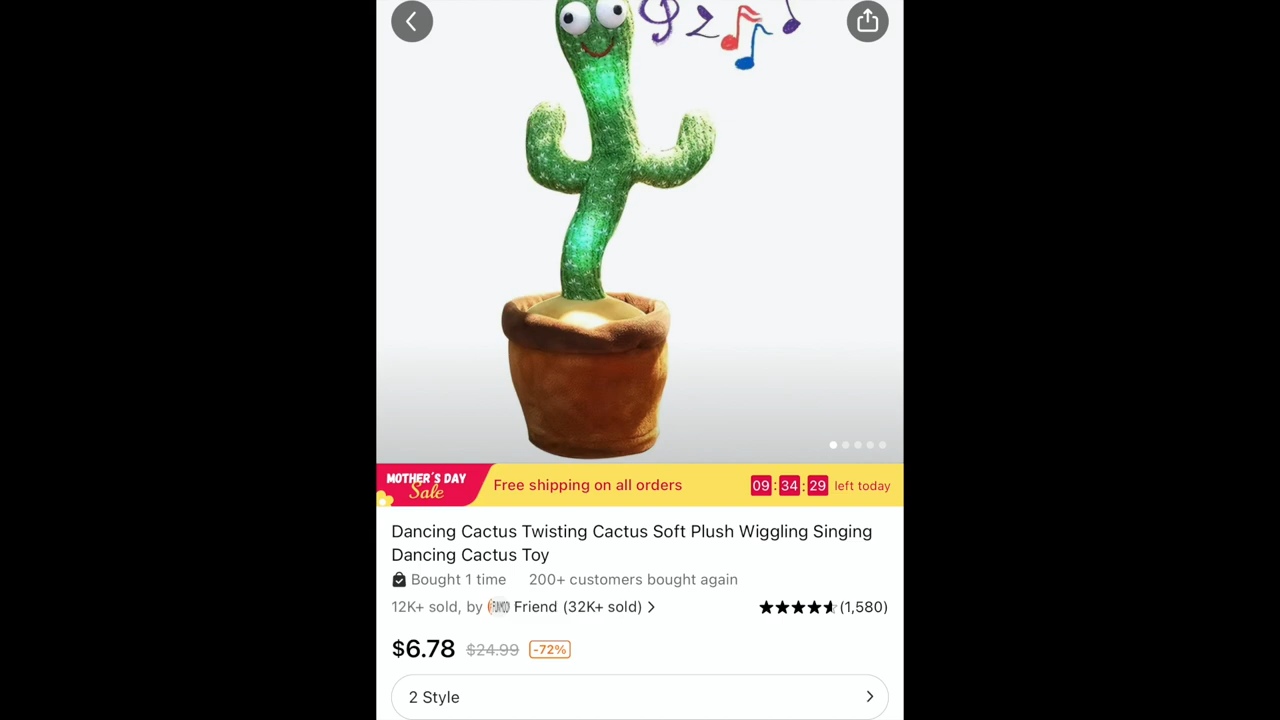 MOTHER'S DAY
Sale
Free shipping on all orders
09:34:29 left today
Dancing Cactus Twisting Cactus Soft Plush Wiggling Singing
Dancing Cactus Toy
Bought 1 time 200+ customers bought again
12K+ sold, by Friend (32K+ sold) (1,580)
$6.78 $24.99 -72%
2 Style